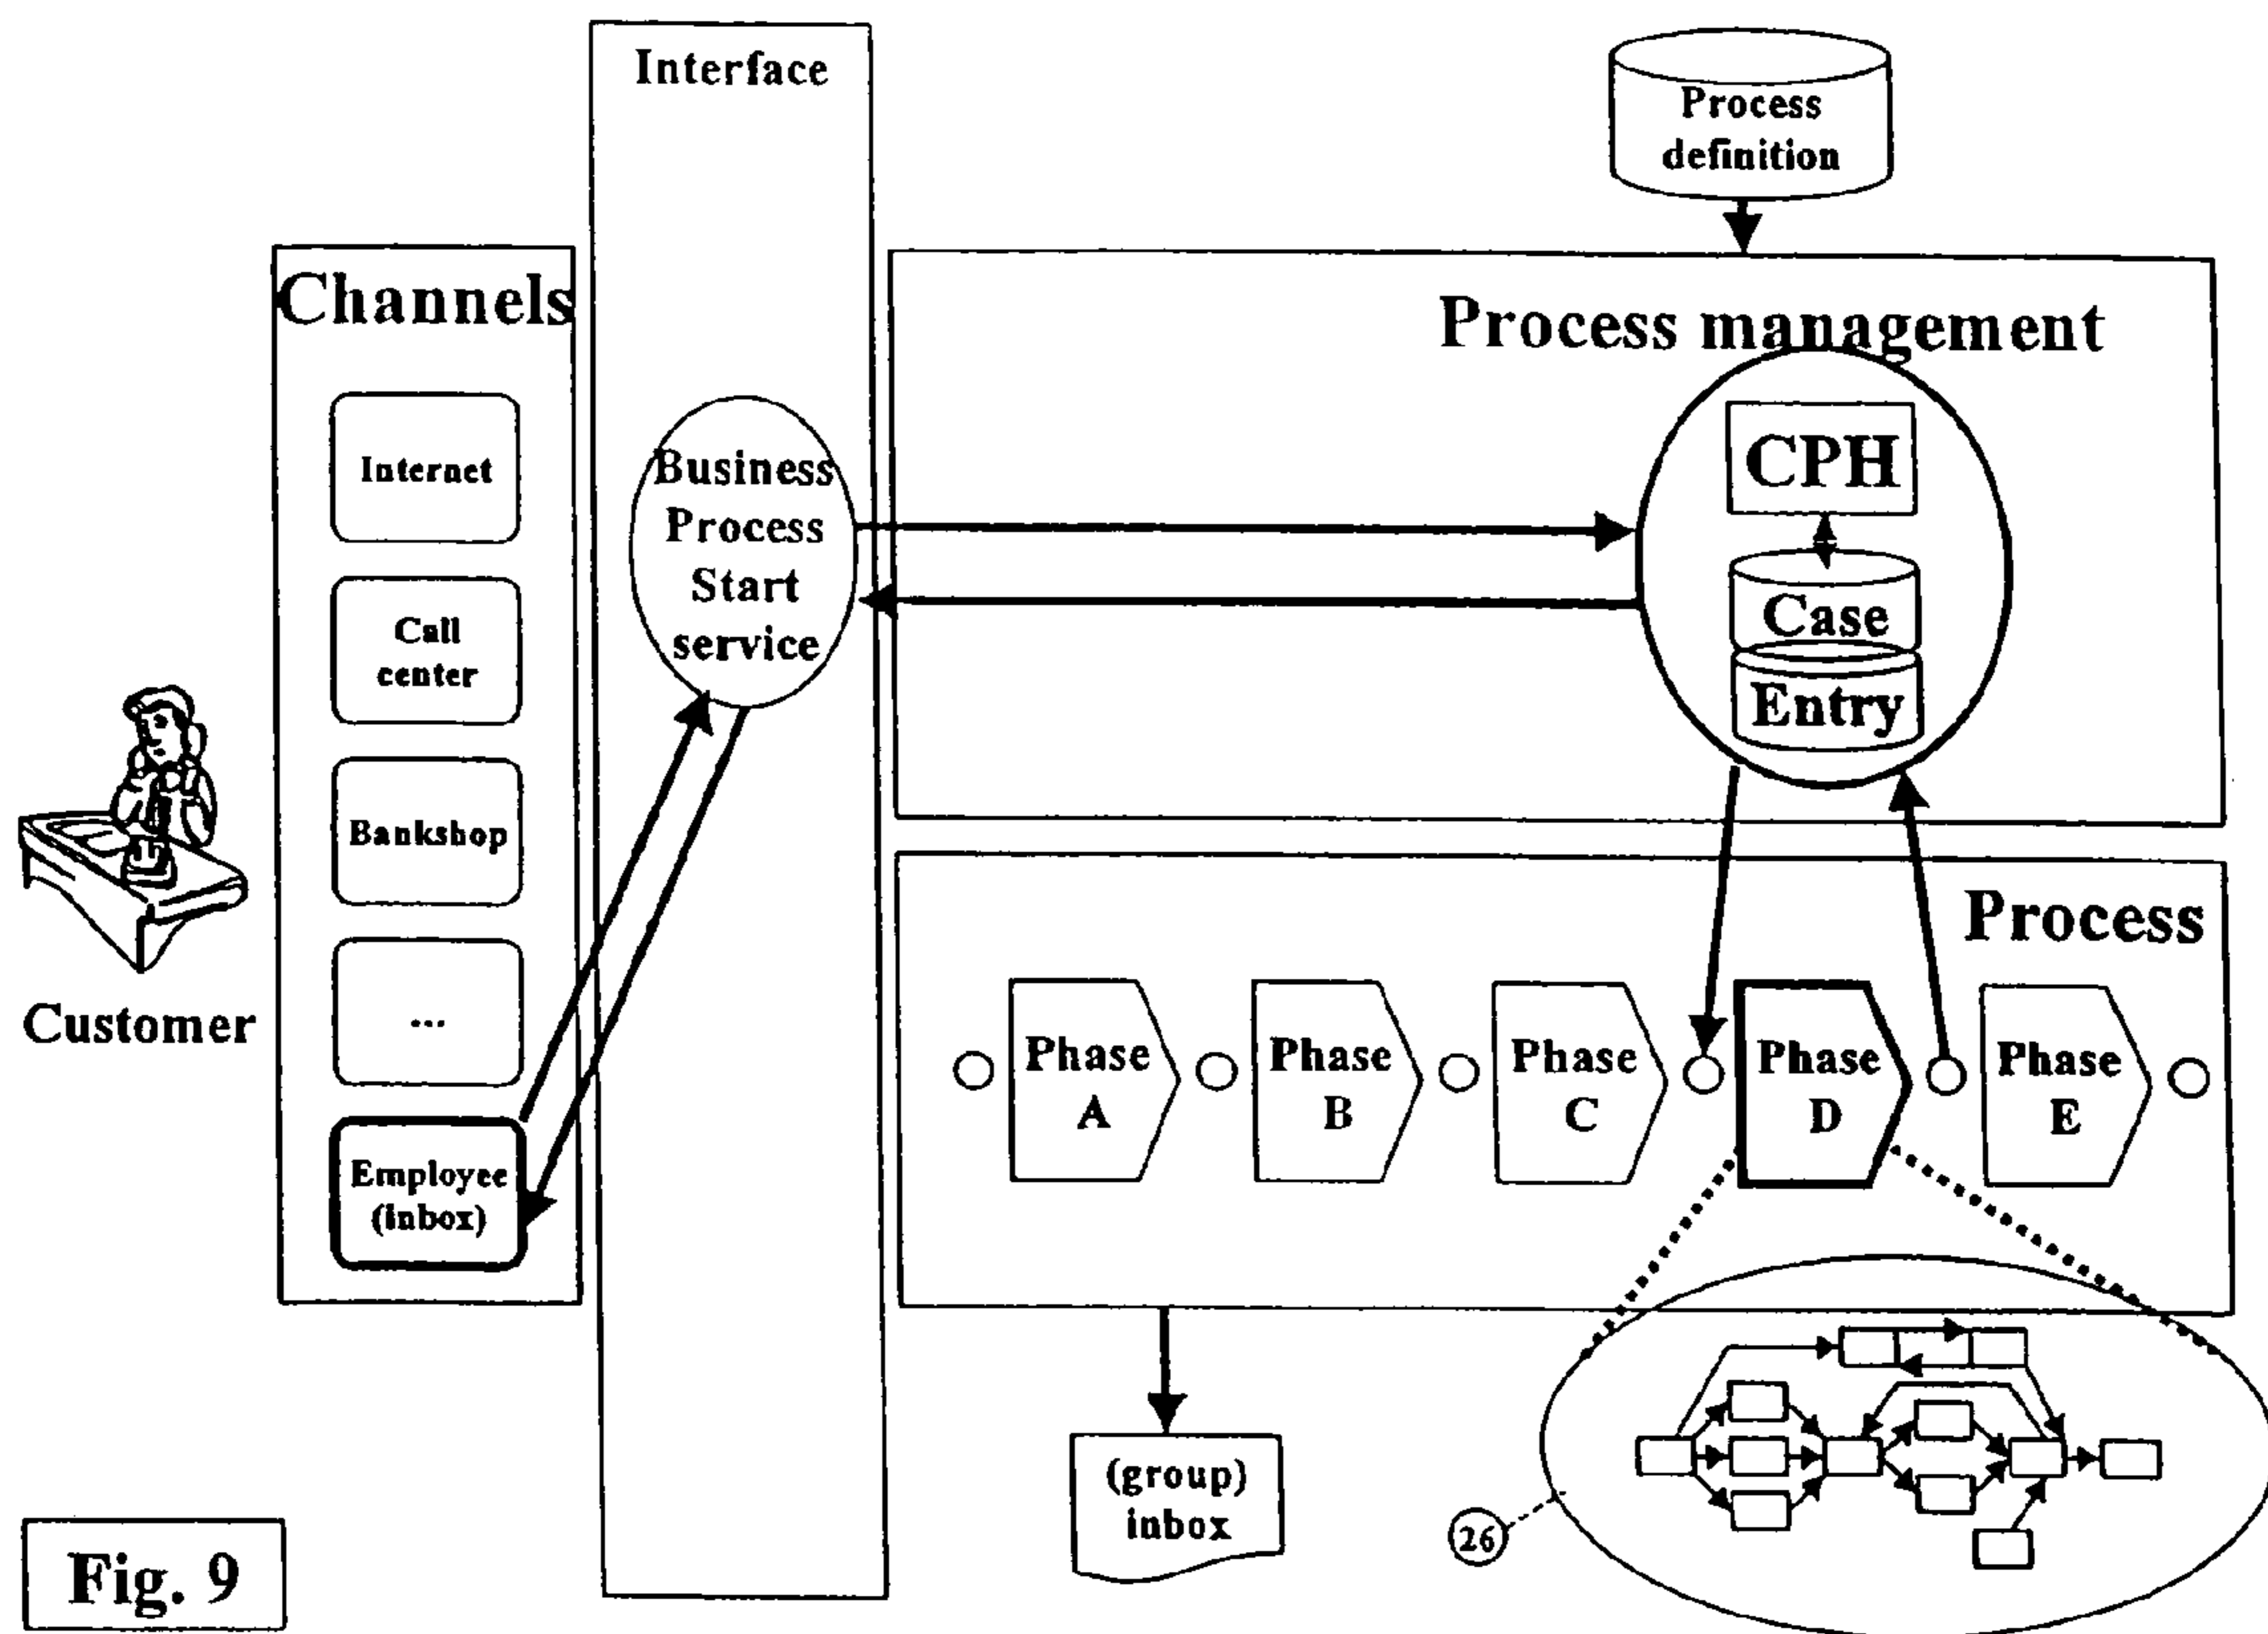 Interface
Process
definition
Channels
Process management
Internet
Call
center
Bankshop
...
Employee
(inbox)
Customer
Business
Process
Start
service
CPH
Case
Entry
Process
Phase
A
Phase
B
Phase
C
Phase
D
Phase
E
(group)
inbox
26
Fig. 9